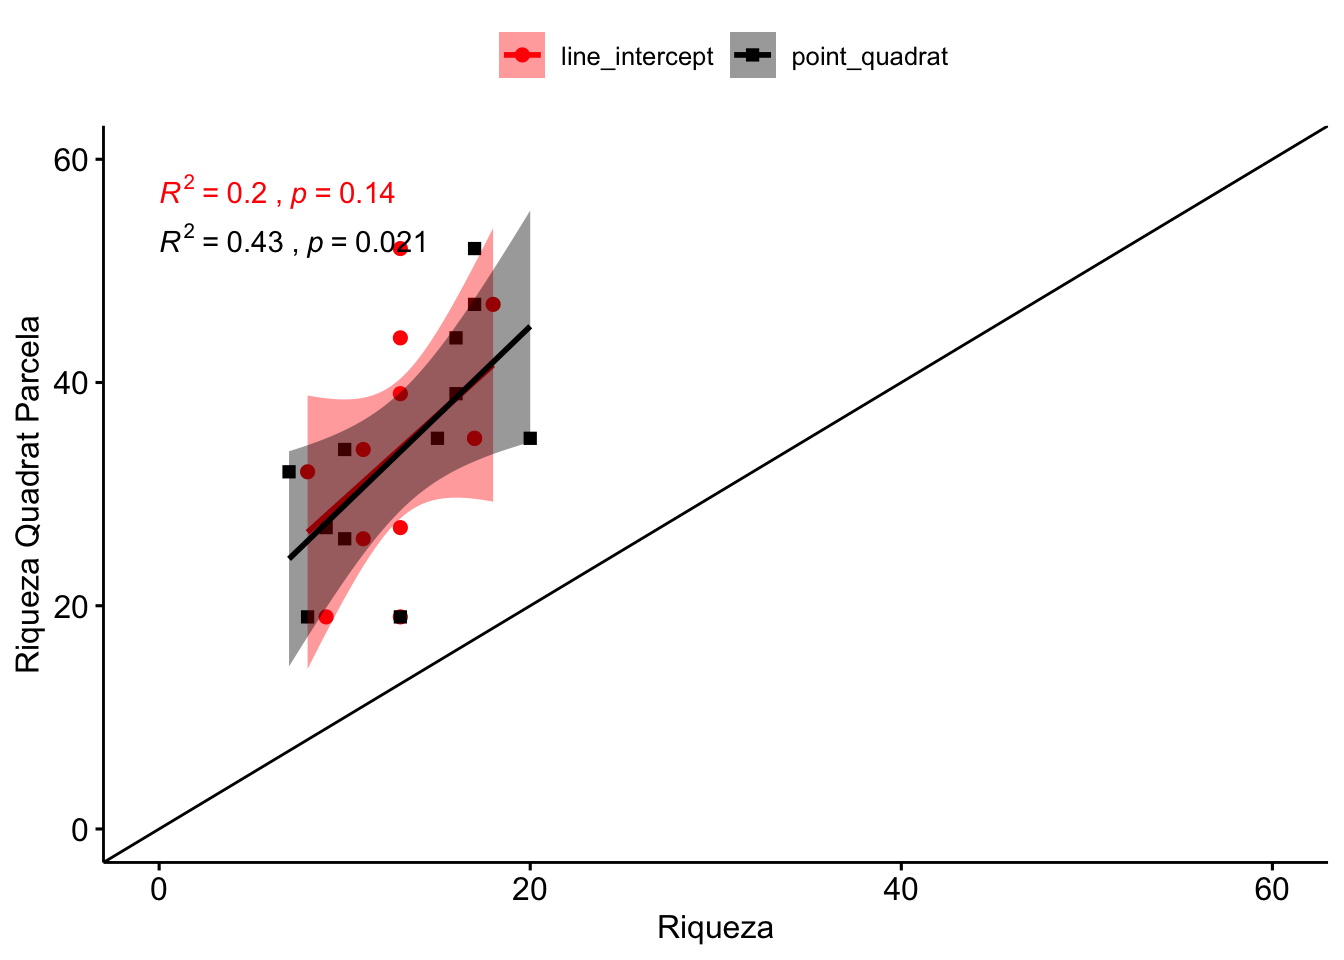 line_intercept point_quadrat
60
R² = 0.2 , p = 0.14
R² = 0.43 , p = 0.021
40
20
0
Riqueza Quadrat Parcela
0 20 40 60
Riqueza